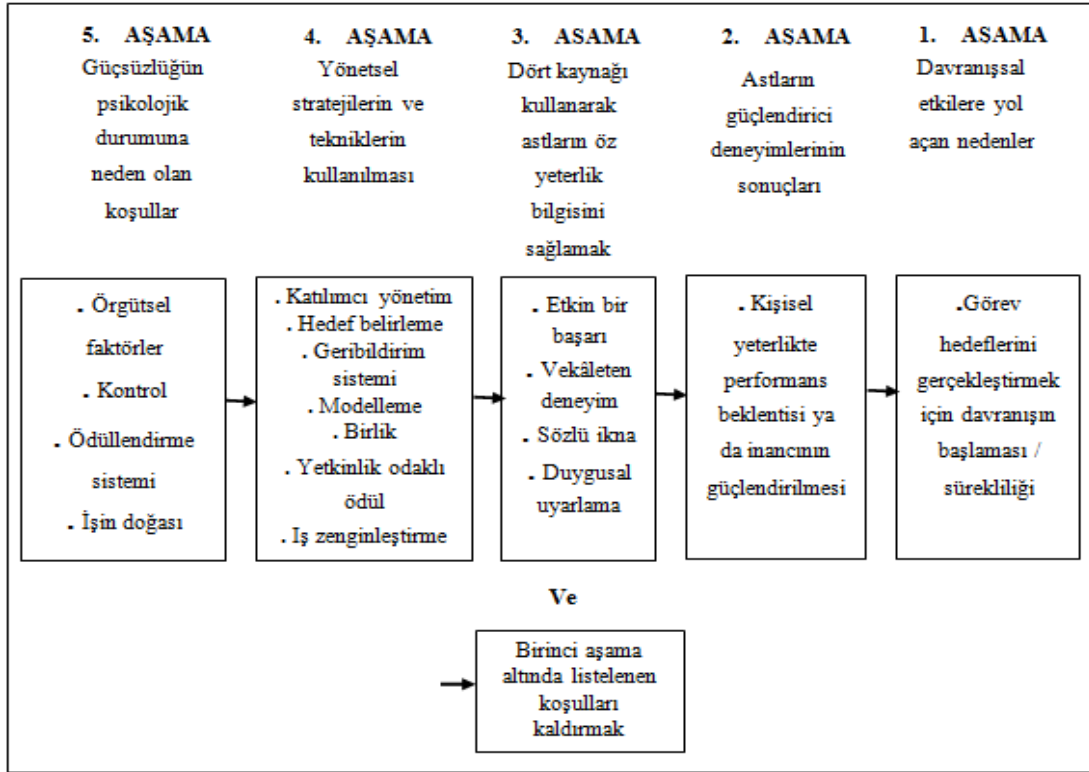 5. AŞAMA
Güçsüzlüğün
psikolojik
durumuna
neden olan
koşullar
4. AŞAMA
Yönetsel
stratejilerin ve
tekniklerin
kullanılması
3. ASAMA
Dört kaynağı
kullanarak
astların öz
yeterlik
bilgisini
sağlamak
2. AŞAMA
Astların
güçlendirici
deneyimlerinin
sonuçları
1. ASAMA
Davranışsal
etkilere yol
açan nedenler
. Örgütsel
faktörler
. Kontrol
. Ödüllendirme
sistemi
. İşin doğası
. Katılımcı yönetim
. Hedef belirleme
. Geribildirim
sistemi
. Modelleme
. Birlik
. Yetkinlik odaklı
ödül
. Iş zenginleştirme
. Etkin bir
başarı
. Vekâleten
deneyim
. Sözlü ikna
. Duygusal
uyarlama
. Kişisel
yeterlikte
performans
beklentisi ya
da inancının
güçlendirilmesi
.Görev
hedeflerini
gerçekleştirmek
için davranışın
başlaması /
sürekliliği
Ve
Birinci aşama
altında listelenen
koşulları
kaldırmak